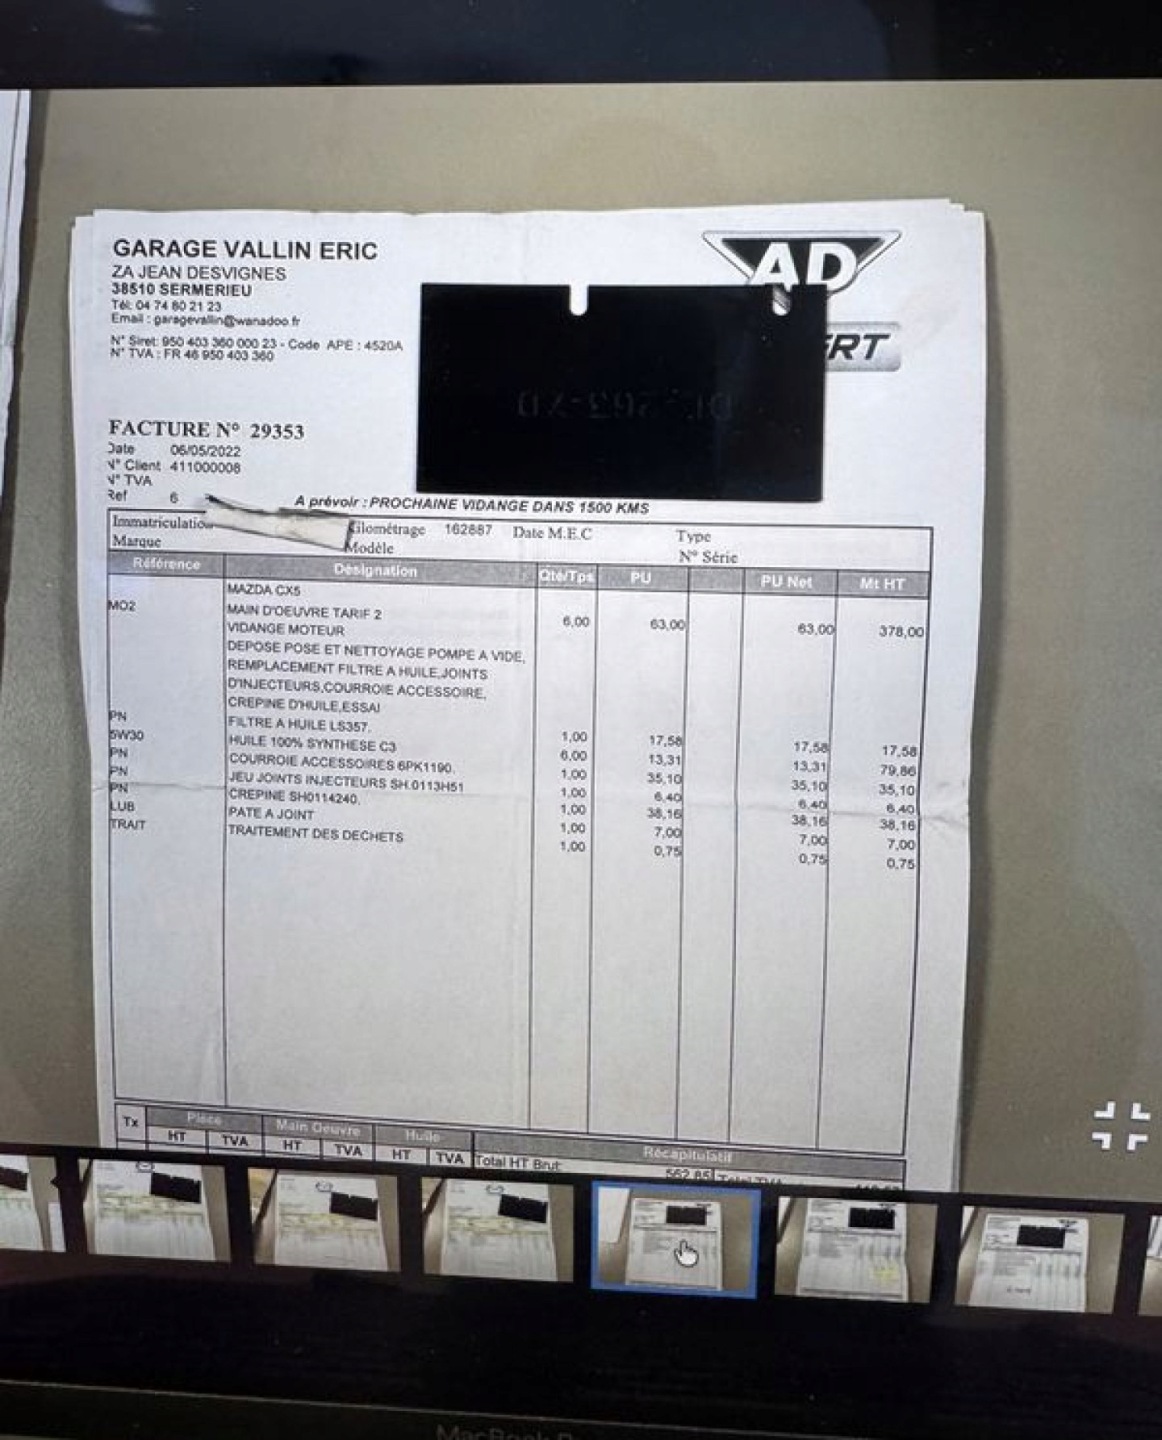 GARAGE VALLIN ERIC
ZA JEAN DESVIGNES
38510 SERMERIEU
Tél: 04 74 80 21 23
Email : garagevallin@wanadoo.fr
N° Siret: 950 403 360 000 23 - Code APE : 4520A
N° TVA : FR 46 950 403 360
AD
ERT
FACTURE N° 29353
Date 06/05/2022
N° Client 411000008
N° TVA
Ref 6
A prévoir : PROCHAINE VIDANGE DANS 1500 KMS
Immatriculation Kilométrage 162887 Date M.E.C Type
Marque Modèle N° Série
Référence Désignation Qté/Tps PU PU Net Mt HT
MAZDA CX5
MO2 MAIN D'OEUVRE TARIF 2 6,00 63,00 63,00 378,00
VIDANGE MOTEUR
DEPOSE POSE ET NETTOYAGE POMPE A VIDE,
REMPLACEMENT FILTRE A HUILE,JOINTS
D'INJECTEURS,COURROIE ACCESSOIRE,
CREPINE D'HUILE,ESSAI
PN FILTRE A HUILE LS357. 1,00 17,58 17,58 17,58
5W30 HUILE 100% SYNTHESE C3 6,00 13,31 13,31 79,86
PN COURROIE ACCESSOIRES 6PK1190. 1,00 35,10 35,10 35,10
PN JEU JOINTS INJECTEURS SH.0113H51 1,00 6,40 6,40 6,40
PN CREPINE SH0114240. 1,00 38,16 38,16 38,16
LUB PATE A JOINT 1,00 7,00 7,00 7,00
TRAIT TRAITEMENT DES DECHETS 1,00 0,75 0,75 0,75
Tx Pièce Main Oeuvre Huile Récapitulatif
HT TVA HT TVA HT TVA Total HT Brut: 562,85
MacBook